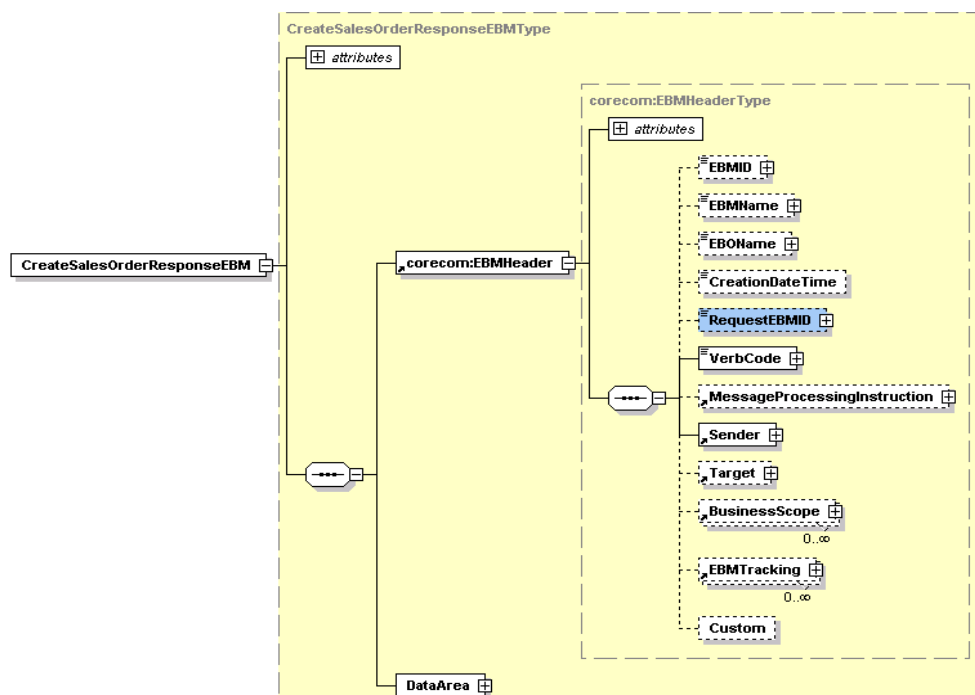 CreateSalesOrderResponseEBMType
attributes
corecom:EBMHeaderType
attributes
EBMID
EBMName
EBOName
CreateSalesOrderResponseEBM
corecom:EBMHeader
CreationDateTime
RequestEBMID
VerbCode
MessageProcessingInstruction
Sender
Target
BusinessScope
0..∞
EBMTracking
0..∞
Custom
DataArea